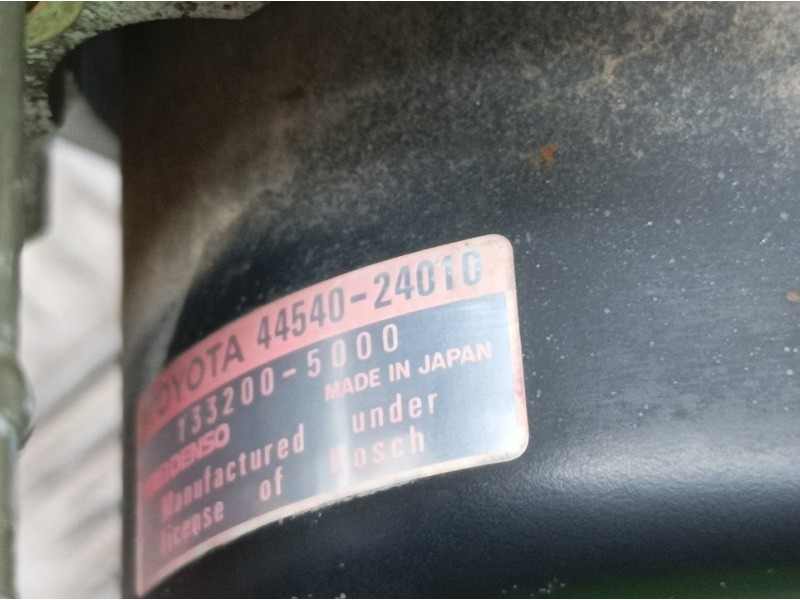 TOYOTA 44540-24010
133200-5000
DENSO MADE IN JAPAN
Manufactured under
license of Bosch